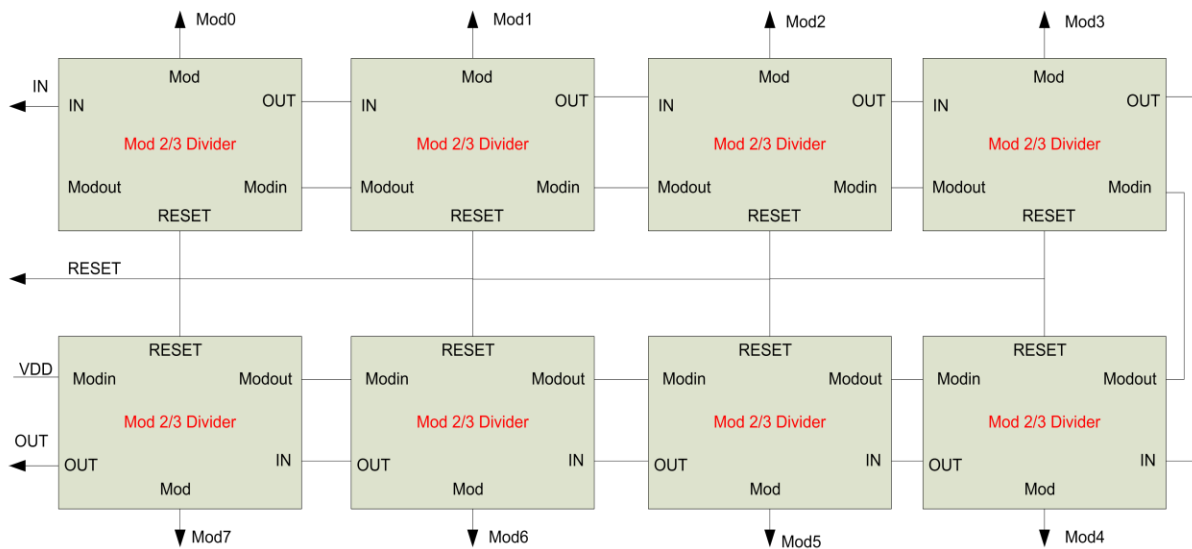 Mod0
Mod1
Mod2
Mod3
IN
Mod
Mod
Mod
Mod
IN
OUT
IN
OUT
IN
OUT
IN
OUT
Mod 2/3 Divider
Mod 2/3 Divider
Mod 2/3 Divider
Mod 2/3 Divider
Modout
Modin
Modout
Modin
Modout
Modin
Modout
Modin
RESET
RESET
RESET
RESET
RESET
RESET
RESET
RESET
RESET
VDD
Modin
Modout
Modin
Modout
Modin
Modout
Modin
Modout
Mod 2/3 Divider
Mod 2/3 Divider
Mod 2/3 Divider
Mod 2/3 Divider
OUT
OUT
IN
OUT
IN
OUT
IN
OUT
IN
Mod
Mod
Mod
Mod
Mod7
Mod6
Mod5
Mod4